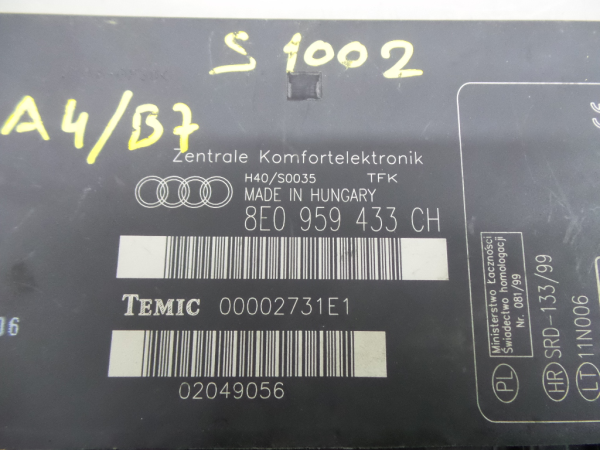 S 1002
A4/B7
Zentrale Komfortelektronik
H40/S0035 TFK
MADE IN HUNGARY
8E0 959 433 CH
TEMIC 00002731E1
02049056
06
PL Ministerstwo Łączności
Świadectwo homologacji
Nr. 081/99
HR SRD-133/99
LT 11N006